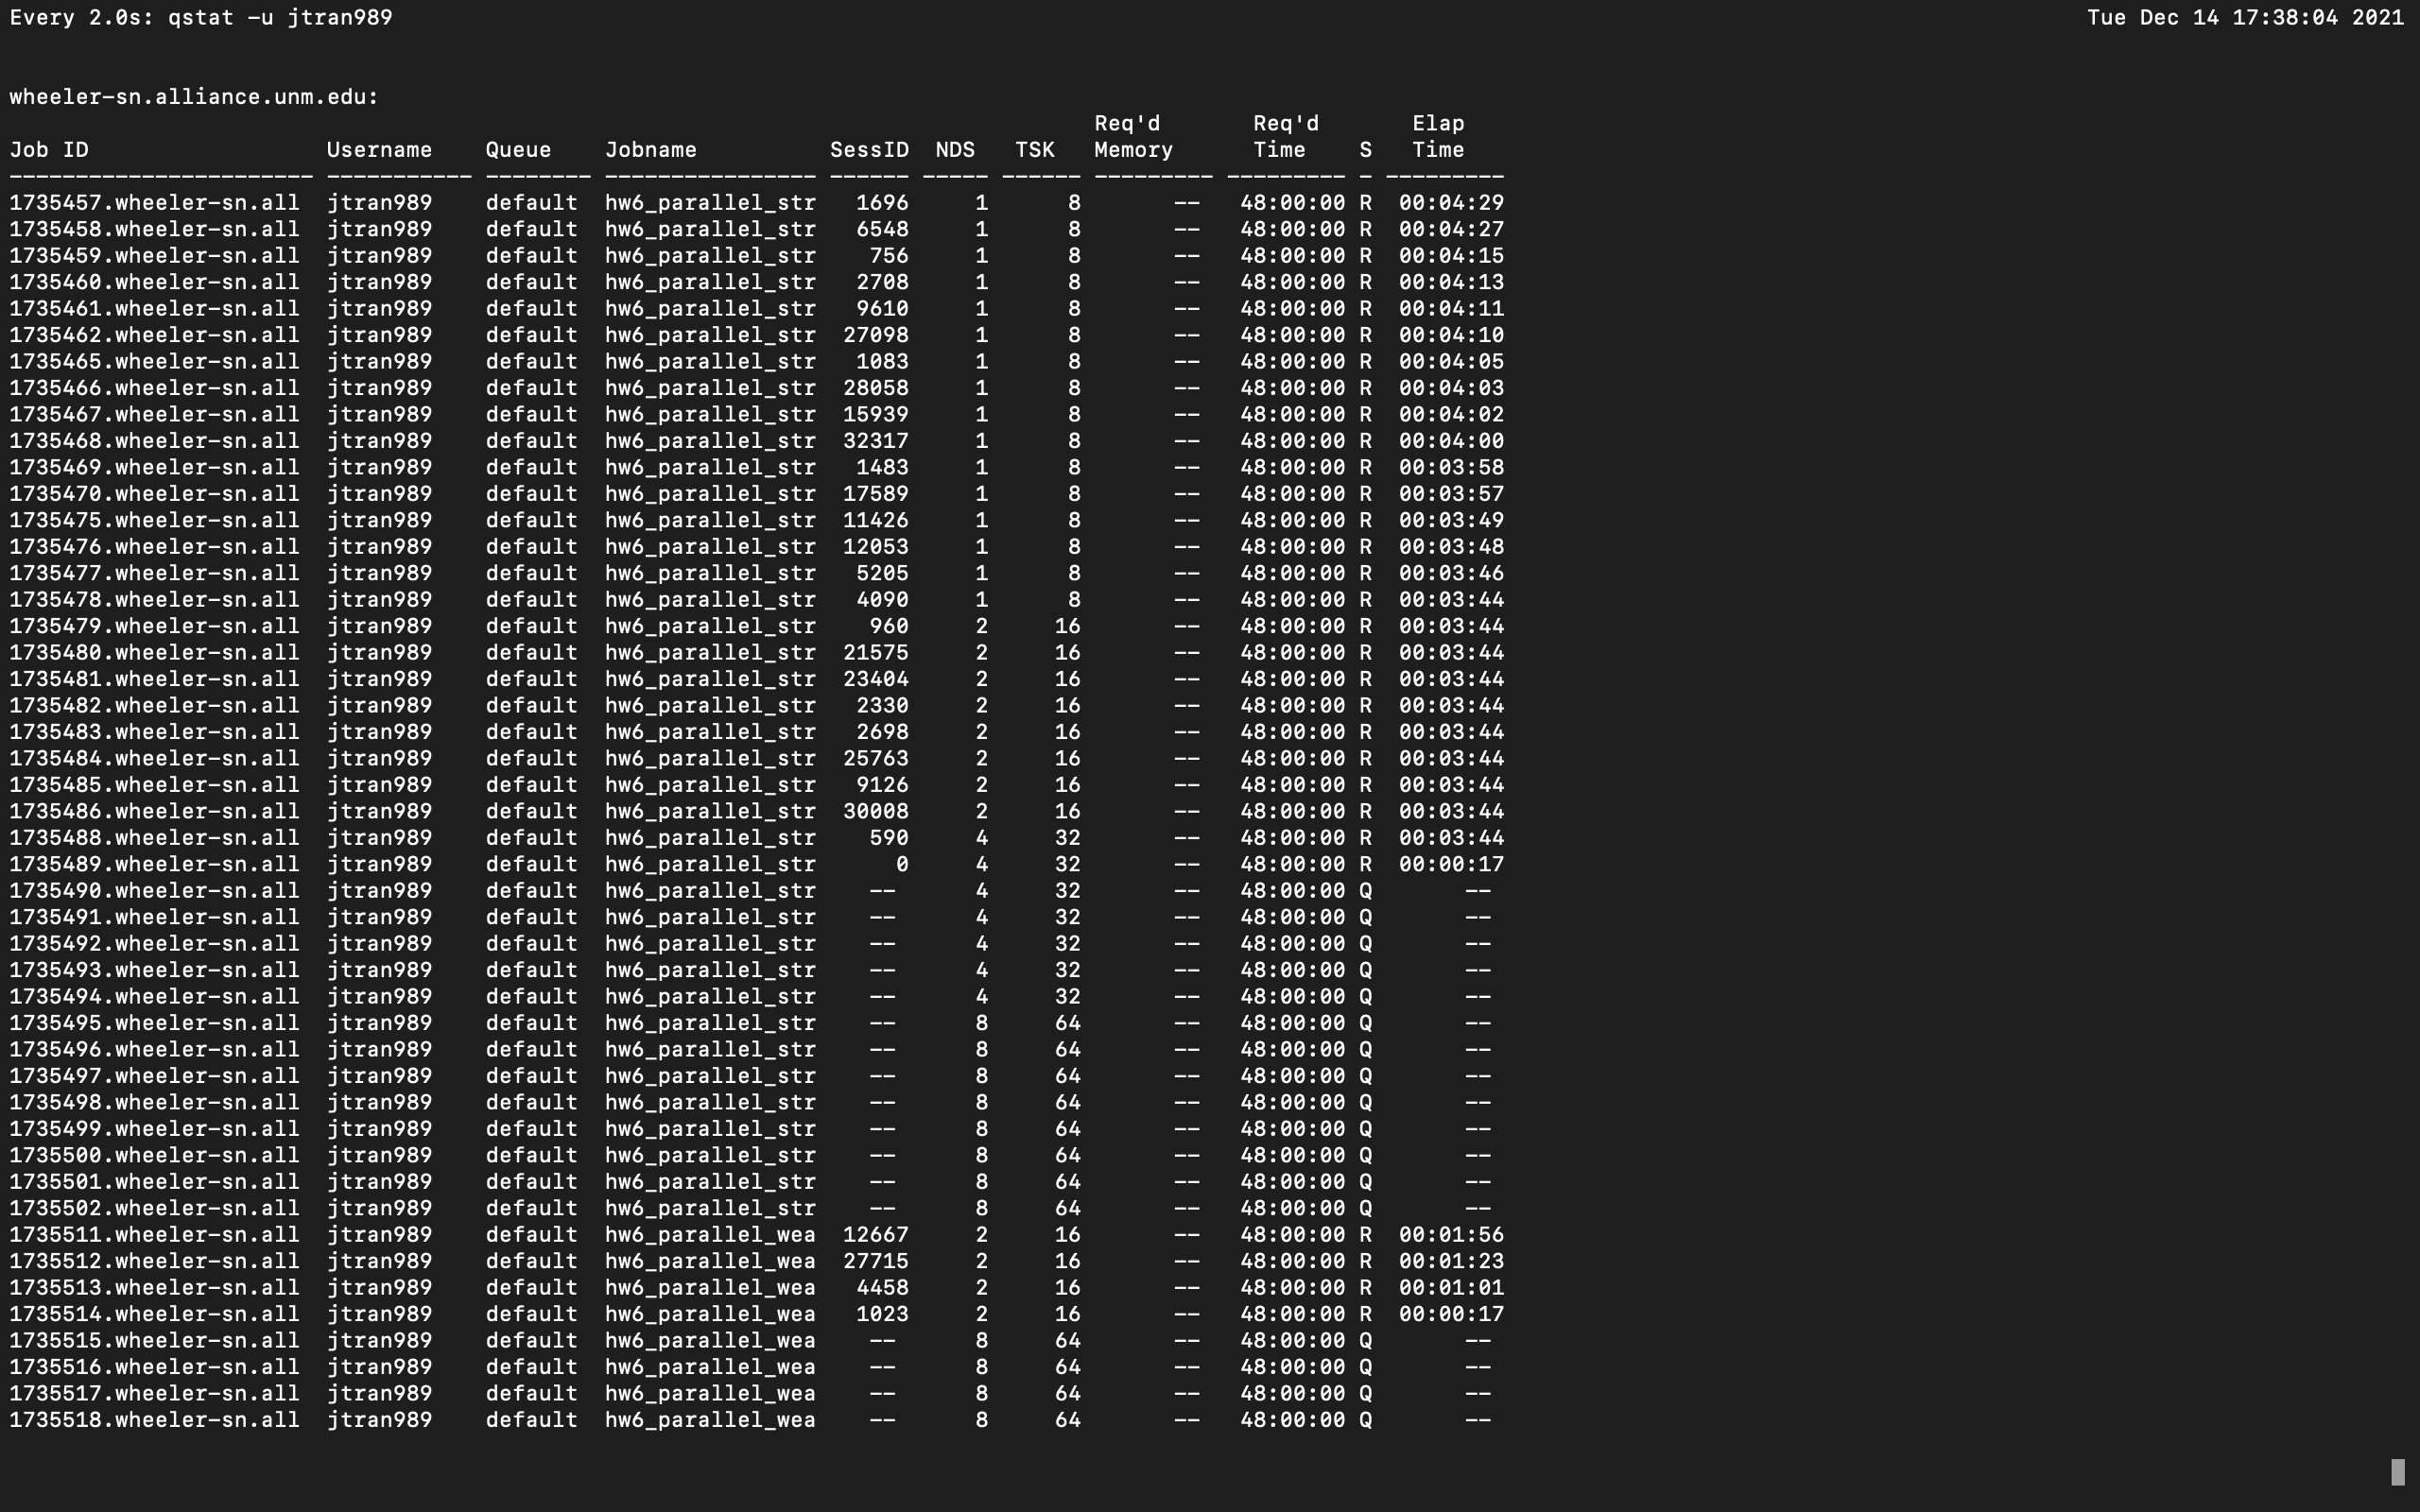 Every 2.0s: qstat -u jtran989                Tue Dec 14 17:38:04 2021
wheeler-sn.alliance.unm.edu:
                                                                                  Req'd       Req'd       Elap
Job ID                  Username    Queue    Jobname          SessID  NDS   TSK   Memory      Time    S   Time
----------------------- ----------- -------- ---------------- ------ ----- ------ --------- --------- - ---------
1735457.wheeler-sn.all  jtran989    default  hw6_parallel_str   1696     1      8       --   48:00:00 R  00:04:29
1735458.wheeler-sn.all  jtran989    default  hw6_parallel_str   6548     1      8       --   48:00:00 R  00:04:27
1735459.wheeler-sn.all  jtran989    default  hw6_parallel_str    756     1      8       --   48:00:00 R  00:04:15
1735460.wheeler-sn.all  jtran989    default  hw6_parallel_str   2708     1      8       --   48:00:00 R  00:04:13
1735461.wheeler-sn.all  jtran989    default  hw6_parallel_str   9610     1      8       --   48:00:00 R  00:04:11
1735462.wheeler-sn.all  jtran989    default  hw6_parallel_str  27098     1      8       --   48:00:00 R  00:04:10
1735465.wheeler-sn.all  jtran989    default  hw6_parallel_str   1083     1      8       --   48:00:00 R  00:04:05
1735466.wheeler-sn.all  jtran989    default  hw6_parallel_str  28058     1      8       --   48:00:00 R  00:04:03
1735467.wheeler-sn.all  jtran989    default  hw6_parallel_str  15939     1      8       --   48:00:00 R  00:04:02
1735468.wheeler-sn.all  jtran989    default  hw6_parallel_str  32317     1      8       --   48:00:00 R  00:04:00
1735469.wheeler-sn.all  jtran989    default  hw6_parallel_str   1483     1      8       --   48:00:00 R  00:03:58
1735470.wheeler-sn.all  jtran989    default  hw6_parallel_str  17589     1      8       --   48:00:00 R  00:03:57
1735475.wheeler-sn.all  jtran989    default  hw6_parallel_str  11426     1      8       --   48:00:00 R  00:03:49
1735476.wheeler-sn.all  jtran989    default  hw6_parallel_str  12053     1      8       --   48:00:00 R  00:03:48
1735477.wheeler-sn.all  jtran989    default  hw6_parallel_str   5205     1      8       --   48:00:00 R  00:03:46
1735478.wheeler-sn.all  jtran989    default  hw6_parallel_str   4090     1      8       --   48:00:00 R  00:03:44
1735479.wheeler-sn.all  jtran989    default  hw6_parallel_str    960     2     16       --   48:00:00 R  00:03:44
1735480.wheeler-sn.all  jtran989    default  hw6_parallel_str  21575     2     16       --   48:00:00 R  00:03:44
1735481.wheeler-sn.all  jtran989    default  hw6_parallel_str  23404     2     16       --   48:00:00 R  00:03:44
1735482.wheeler-sn.all  jtran989    default  hw6_parallel_str   2330     2     16       --   48:00:00 R  00:03:44
1735483.wheeler-sn.all  jtran989    default  hw6_parallel_str   2698     2     16       --   48:00:00 R  00:03:44
1735484.wheeler-sn.all  jtran989    default  hw6_parallel_str  25763     2     16       --   48:00:00 R  00:03:44
1735485.wheeler-sn.all  jtran989    default  hw6_parallel_str   9126     2     16       --   48:00:00 R  00:03:44
1735486.wheeler-sn.all  jtran989    default  hw6_parallel_str  30008     2     16       --   48:00:00 R  00:03:44
1735488.wheeler-sn.all  jtran989    default  hw6_parallel_str    590     4     32       --   48:00:00 R  00:03:44
1735489.wheeler-sn.all  jtran989    default  hw6_parallel_str      0     4     32       --   48:00:00 R  00:00:17
1735490.wheeler-sn.all  jtran989    default  hw6_parallel_str    --      4     32       --   48:00:00 Q       --
1735491.wheeler-sn.all  jtran989    default  hw6_parallel_str    --      4     32       --   48:00:00 Q       --
1735492.wheeler-sn.all  jtran989    default  hw6_parallel_str    --      4     32       --   48:00:00 Q       --
1735493.wheeler-sn.all  jtran989    default  hw6_parallel_str    --      4     32       --   48:00:00 Q       --
1735494.wheeler-sn.all  jtran989    default  hw6_parallel_str    --      4     32       --   48:00:00 Q       --
1735495.wheeler-sn.all  jtran989    default  hw6_parallel_str    --      8     64       --   48:00:00 Q       --
1735496.wheeler-sn.all  jtran989    default  hw6_parallel_str    --      8     64       --   48:00:00 Q       --
1735497.wheeler-sn.all  jtran989    default  hw6_parallel_str    --      8     64       --   48:00:00 Q       --
1735498.wheeler-sn.all  jtran989    default  hw6_parallel_str    --      8     64       --   48:00:00 Q       --
1735499.wheeler-sn.all  jtran989    default  hw6_parallel_str    --      8     64       --   48:00:00 Q       --
1735500.wheeler-sn.all  jtran989    default  hw6_parallel_str    --      8     64       --   48:00:00 Q       --
1735501.wheeler-sn.all  jtran989    default  hw6_parallel_str    --      8     64       --   48:00:00 Q       --
1735502.wheeler-sn.all  jtran989    default  hw6_parallel_str    --      8     64       --   48:00:00 Q       --
1735511.wheeler-sn.all  jtran989    default  hw6_parallel_wea  12667     2     16       --   48:00:00 R  00:01:56
1735512.wheeler-sn.all  jtran989    default  hw6_parallel_wea  27715     2     16       --   48:00:00 R  00:01:23
1735513.wheeler-sn.all  jtran989    default  hw6_parallel_wea   4458     2     16       --   48:00:00 R  00:01:01
1735514.wheeler-sn.all  jtran989    default  hw6_parallel_wea   1023     2     16       --   48:00:00 R  00:00:17
1735515.wheeler-sn.all  jtran989    default  hw6_parallel_wea    --      8     64       --   48:00:00 Q       --
1735516.wheeler-sn.all  jtran989    default  hw6_parallel_wea    --      8     64       --   48:00:00 Q       --
1735517.wheeler-sn.all  jtran989    default  hw6_parallel_wea    --      8     64       --   48:00:00 Q       --
1735518.wheeler-sn.all  jtran989    default  hw6_parallel_wea    --      8     64       --   48:00:00 Q       --